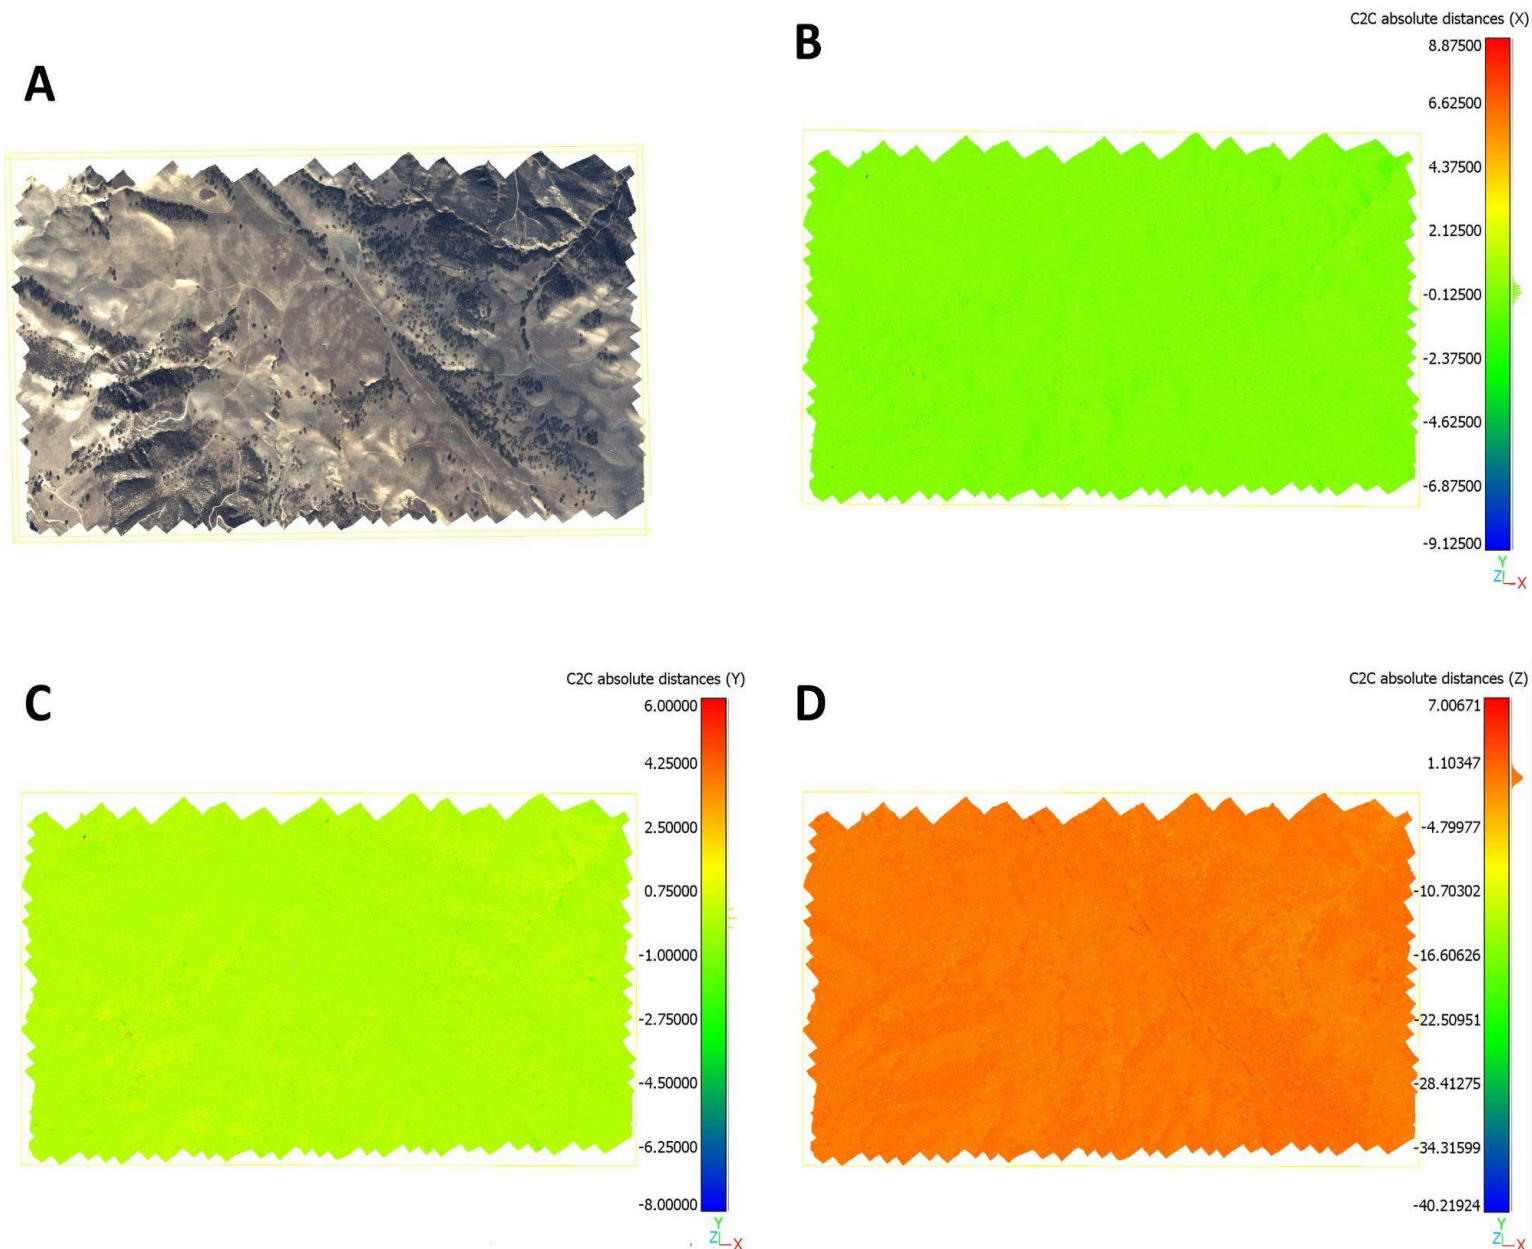 A
B
C2C absolute distances (X)
8.87500
6.62500
4.37500
2.12500
-0.12500
-2.37500
-4.62500
-6.87500
-9.12500
Y
Z X
C
C2C absolute distances (Y)
6.00000
4.25000
2.50000
0.75000
-1.00000
-2.75000
-4.50000
-6.25000
-8.00000
Y
Z X
D
C2C absolute distances (Z)
7.00671
1.10347
-4.79977
-10.70302
-16.60626
-22.50951
-28.41275
-34.31599
-40.21924
Y
Z X